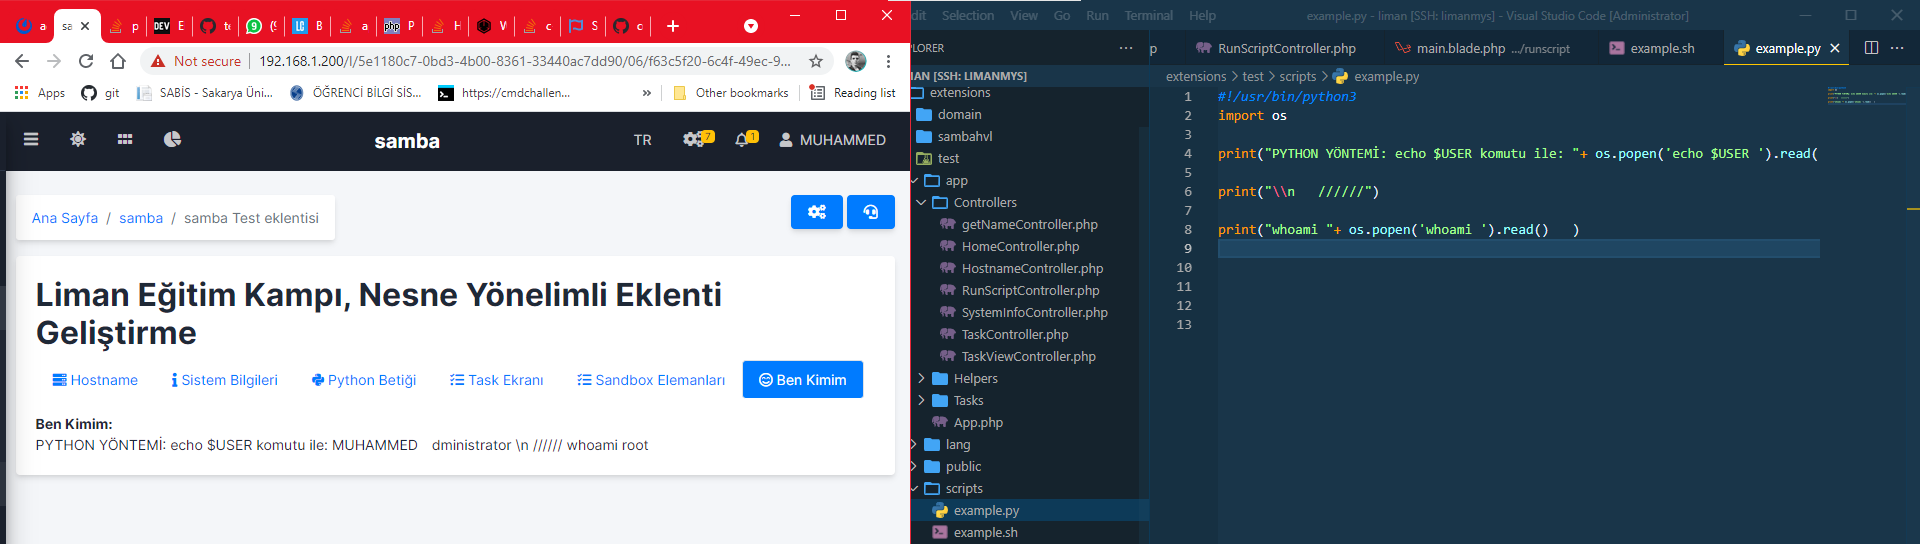 sa
p
DEV
E
te
(9
LC
B
a
php
P
H
W
c
S
c
Not secure
192.168.1.200/l/5e1180c7-0bd3-4b00-8361-33440ac7dd90/06/f63c5f20-6c4f-49ec-9...
Apps
git
SABİS - Sakarya Üni...
ÖĞRENCİ BİLGİ SİS...
https://cmdchallen...
»
Other bookmarks
Reading list
samba
TR
7
1
MUHAMMED
Ana Sayfa / samba / samba Test eklentisi
Liman Eğitim Kampı, Nesne Yönelimli Eklenti
Geliştirme
Hostname
Sistem Bilgileri
Python Betiği
Task Ekranı
Sandbox Elemanları
Ben Kimim
Ben Kimim:
PYTHON YÖNTEMİ: echo $USER komutu ile: MUHAMMED dministrator \n ////// whoami root
dit Selection View Go Run Terminal Help
example.py - liman [SSH: limanmys] - Visual Studio Code [Administrator]
PLORER
...
p
RunScriptController.php
main.blade.php .../runscript
example.sh
example.py
...
MAN [SSH: LIMANMYS]
extensions
domain
sambahvl
test
app
Controllers
getNameController.php
HomeController.php
HostnameController.php
RunScriptController.php
SystemInfoController.php
TaskController.php
TaskViewController.php
Helpers
Tasks
App.php
lang
public
scripts
example.py
example.sh
extensions > test > scripts > example.py
1 #!/usr/bin/python3
2 import os
3
4 print("PYTHON YÖNTEMİ: echo $USER komutu ile: "+ os.popen('echo $USER ').read(
5
6 print("\\n   //////")
7
8 print("whoami "+ os.popen('whoami ').read()   )
9
10
11
12
13